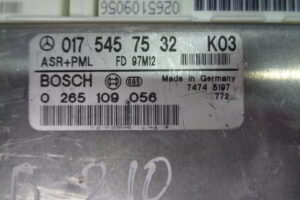 0265109056
017 545 75 32 K03
ASR+PML FD 97M12
BOSCH Made in Germany
0 265 109 056 7474 5197
772
B 210